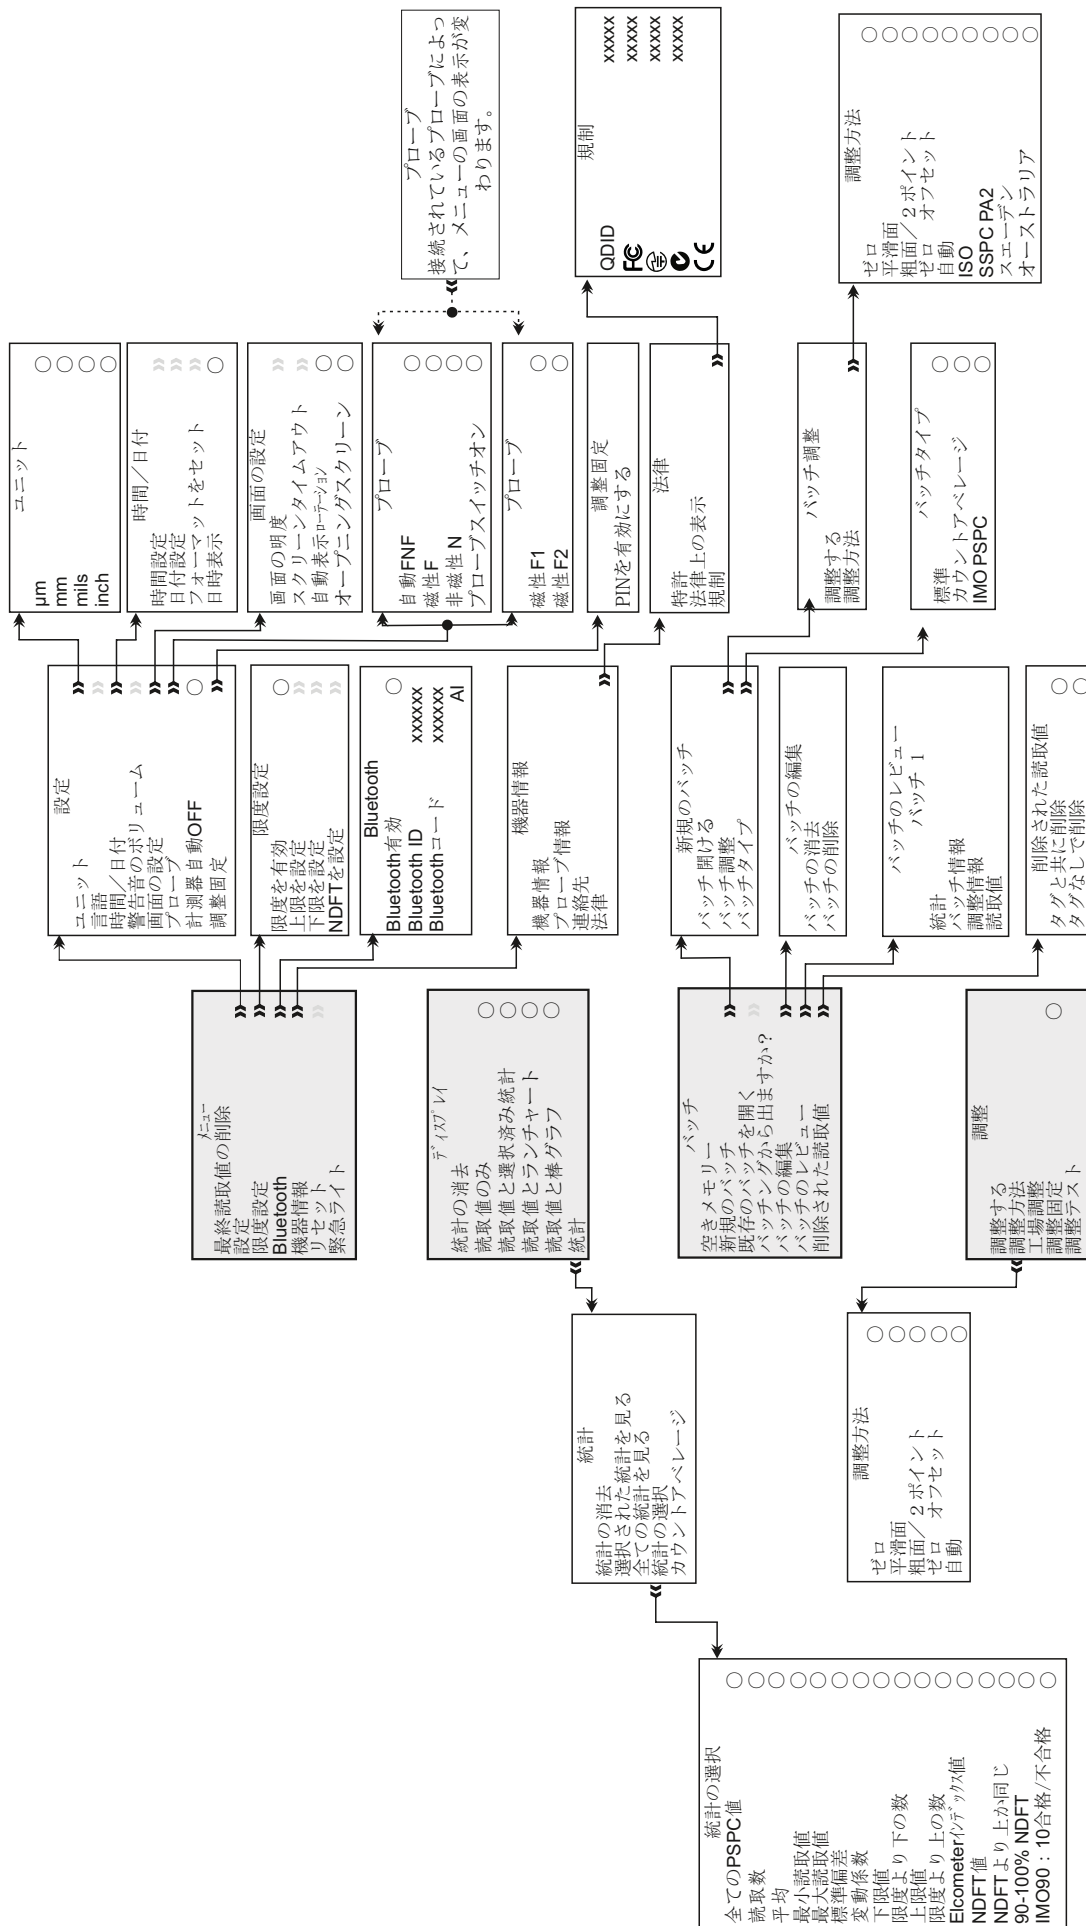 メニュー
最終読取値の削除
設定
限度設定
Bluetooth
機器情報
リセット
緊急ライト
設定
ユニット
言語
時間／日付
警告音のボリューム
画面の設定
プローブ
計測器 自動OFF
調整固定
ユニット
µm
mm
mils
inch
時間／日付
時間設定
日付設定
フォーマットをセット
日時表示
画面の設定
画面の明度
スクリーンタイムアウト
自動表示ローテーション
オープニングスクリーン
プローブ
自動FNF
磁性F
非磁性N
プローブスイッチオン
プローブ
磁性F1
磁性F2
プローブ
接続されているプローブによっ
て、メニューの画面の表示が変
わります。
調整固定
PINを有効にする
限度設定
限度を有効
上限を設定
下限を設定
NDFTを設定
Bluetooth
Bluetooth有効
Bluetooth ID xxxxxx
Bluetoothコード xxxxxx
AI
機器情報
機器情報
プローブ情報
連絡先
法律
法律
特許
法律上の表示
規制
規制
QDID xxxxx
FC xxxxx
xxxxx
CE xxxxx
ディスプレイ
統計の消去
読取値のみ
読取値と選択済み統計
読取値とランチャート
読取値と棒グラフ
統計
統計
統計の消去
選択された統計を見る
全ての統計を見る
統計の選択
カウントアベレージ
統計の選択
全てのPSPC値
読取数
平均
最小読取値
最大読取値
標準偏差
変動係数
下限値
限度より下の数
上限値
限度より上の数
Elcometerインデックス値
NDFT値
NDFTより上か同じ
90-100% NDFT
IMO90：10合格/不合格
バッチ
空きメモリー
新規のバッチ
既存のバッチを開く
バッチングから出ますか？
バッチの編集
バッチのレビュー
削除された読取値
新規のバッチ
バッチ開ける
バッチ調整
バッチタイプ
バッチ調整
調整する
調整方法
調整方法
ゼロ
平滑面
粗面／２ポイント
ゼロ オフセット
自動
ISO
SSPC PA2
スエーデン
オーストラリア
バッチタイプ
標準
カウントアベレージ
IMO PSPC
バッチの編集
バッチの消去
バッチの削除
バッチのレビュー
バッチ 1
統計
バッチ情報
調整情報
読取値
削除された読取値
タグと共に削除
タグなしで削除
調整
調整する
調整方法
工場調整
調整固定
調整テスト
調整方法
ゼロ
平滑面
粗面／２ポイント
ゼロ オフセット
自動